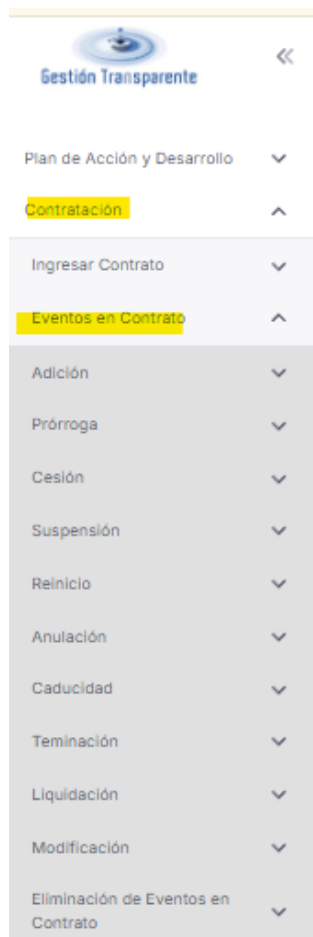 Gestión Transparente
Plan de Acción y Desarrollo
Contratación
Ingresar Contrato
Eventos en Contrato
Adición
Prórroga
Cesión
Suspensión
Reinicio
Anulación
Caducidad
Teminación
Liquidación
Modificación
Eliminación de Eventos en
Contrato